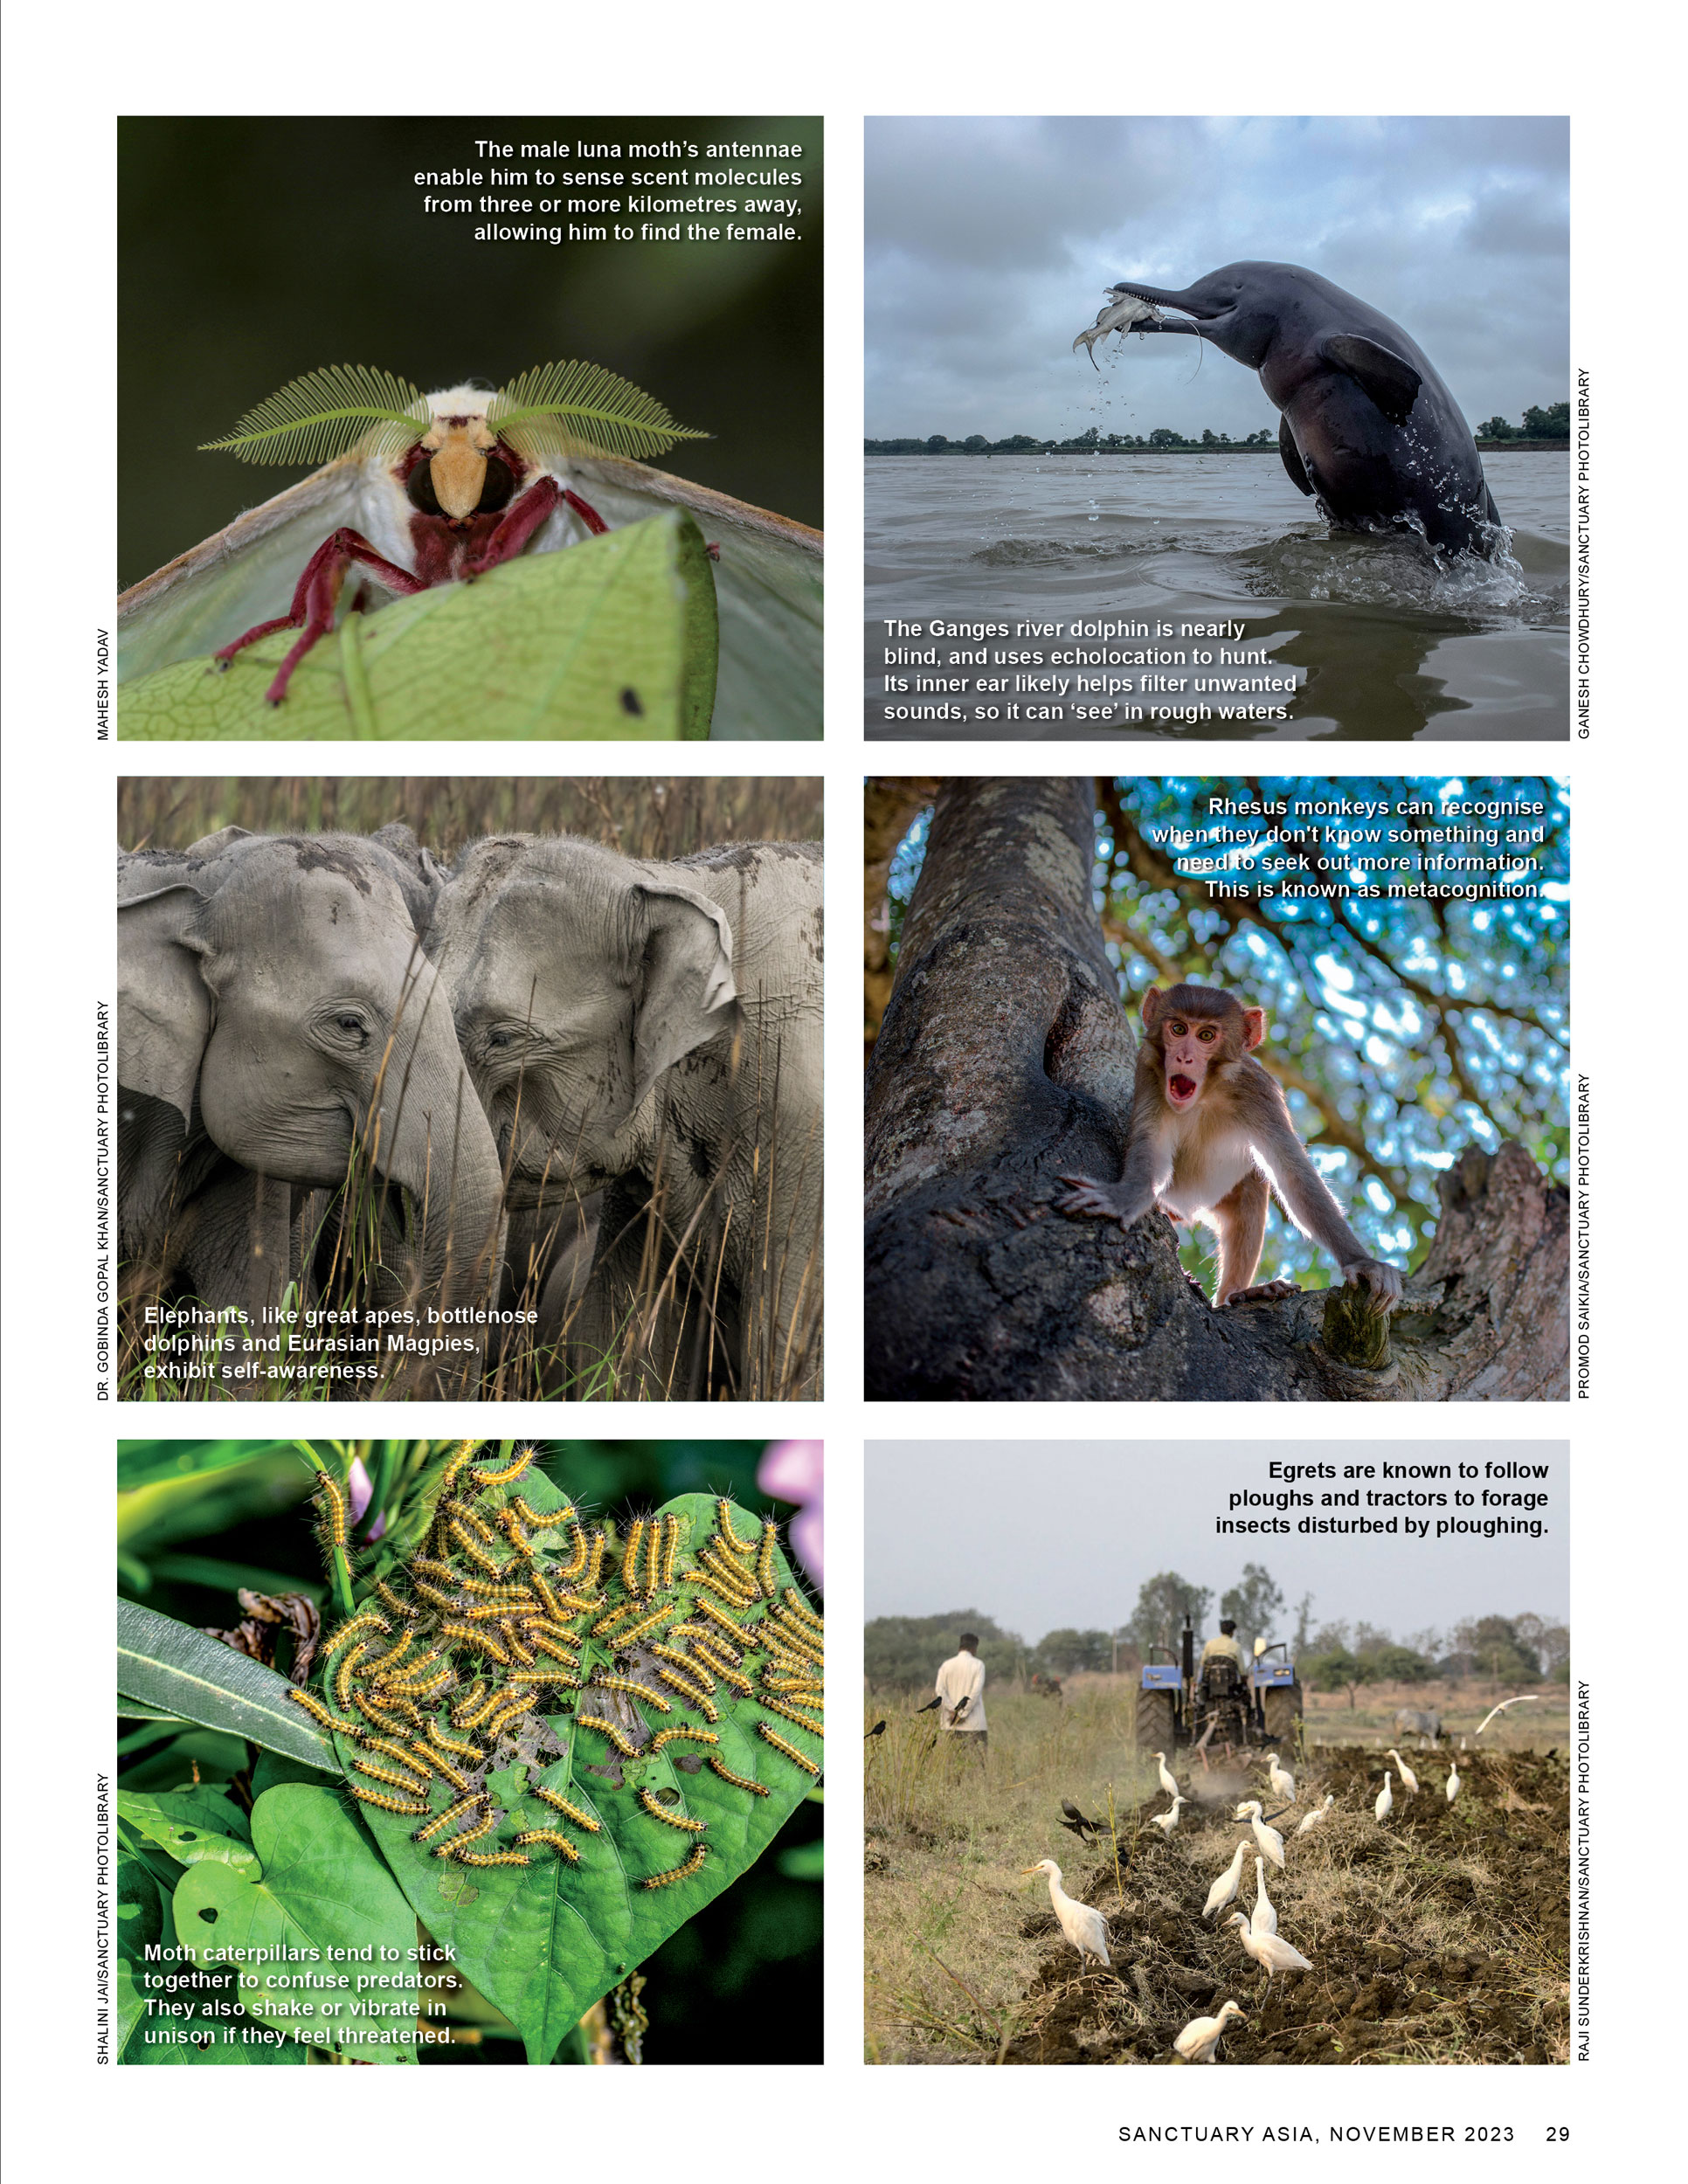 The male luna moth's antennae
enable him to sense scent molecules
from three or more kilometres away,
allowing him to find the female.
MAHESH YADAV
The Ganges river dolphin is nearly
blind, and uses echolocation to hunt.
Its inner ear likely helps filter unwanted
sounds, so it can ‘see’ in rough waters.
GANESH CHOWDHURY/SANCTUARY PHOTOLIBRARY
Elephants, like great apes, bottlenose
dolphins and Eurasian Magpies,
exhibit self-awareness.
DR. GOBINDA GOPAL KHAN/SANCTUARY PHOTOLIBRARY
Rhesus monkeys can recognise
when they don't know something and
need to seek out more information.
This is known as metacognition.
PROMOD SAIKIA/SANCTUARY PHOTOLIBRARY
Moth caterpillars tend to stick
together to confuse predators.
They also shake or vibrate in
unison if they feel threatened.
SHALINI JAI/SANCTUARY PHOTOLIBRARY
Egrets are known to follow
ploughs and tractors to forage
insects disturbed by ploughing.
RAJI SUNDERKRISHNAN/SANCTUARY PHOTOLIBRARY
SANCTUARY ASIA, NOVEMBER 2023 29